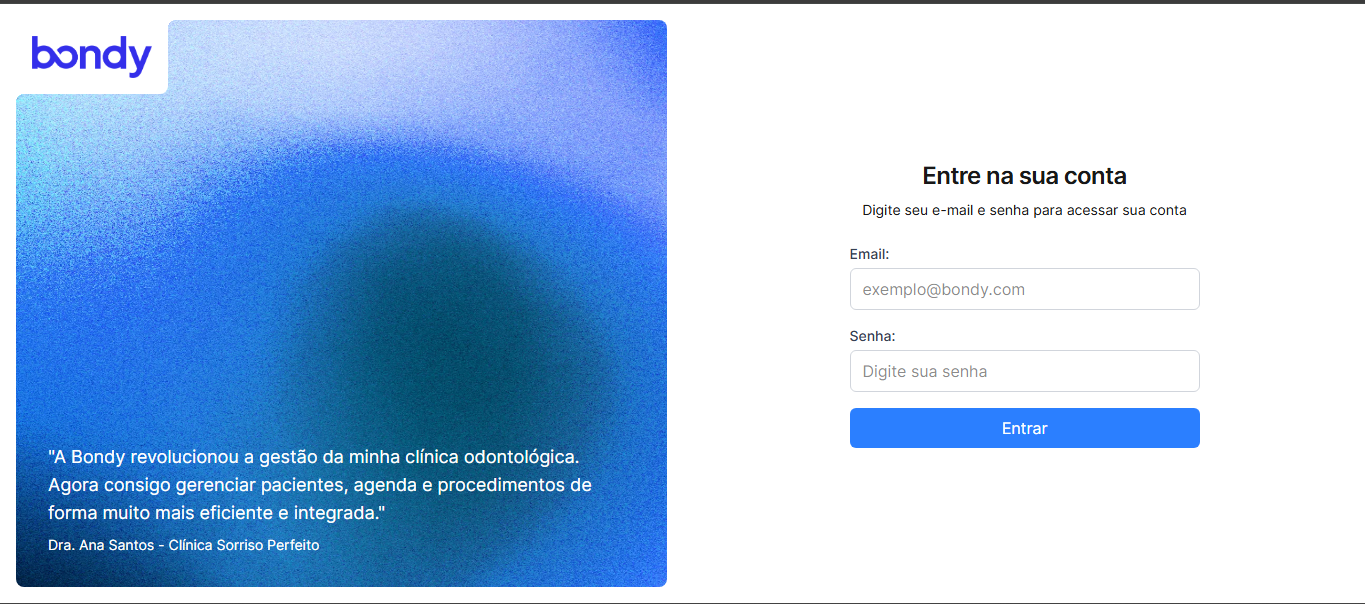 bondy
"A Bondy revolucionou a gestão da minha clínica odontológica.
Agora consigo gerenciar pacientes, agenda e procedimentos de
forma muito mais eficiente e integrada."
Dra. Ana Santos - Clínica Sorriso Perfeito
Entre na sua conta
Digite seu e-mail e senha para acessar sua conta
Email:
exemplo@bondy.com
Senha:
Digite sua senha
Entrar